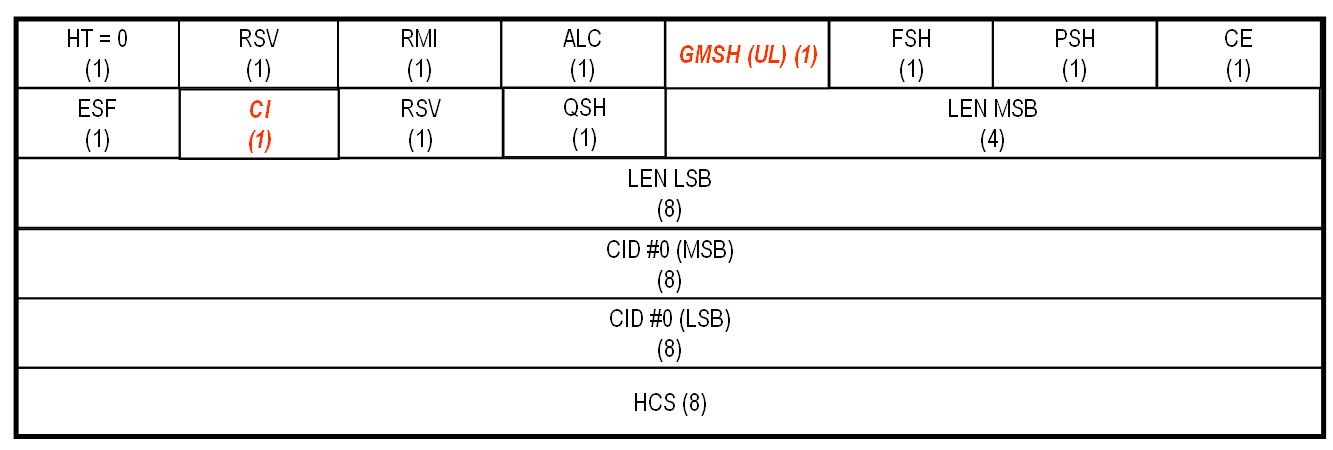 HT = 0 RSV RMI ALC GMSH (UL) (1) FSH PSH CE
(1) (1) (1) (1) (1) (1) (1)
ESF CI RSV QSH LEN MSB
(1) (1) (1) (1) (4)
LEN LSB
(8)
CID #0 (MSB)
(8)
CID #0 (LSB)
(8)
HCS (8)